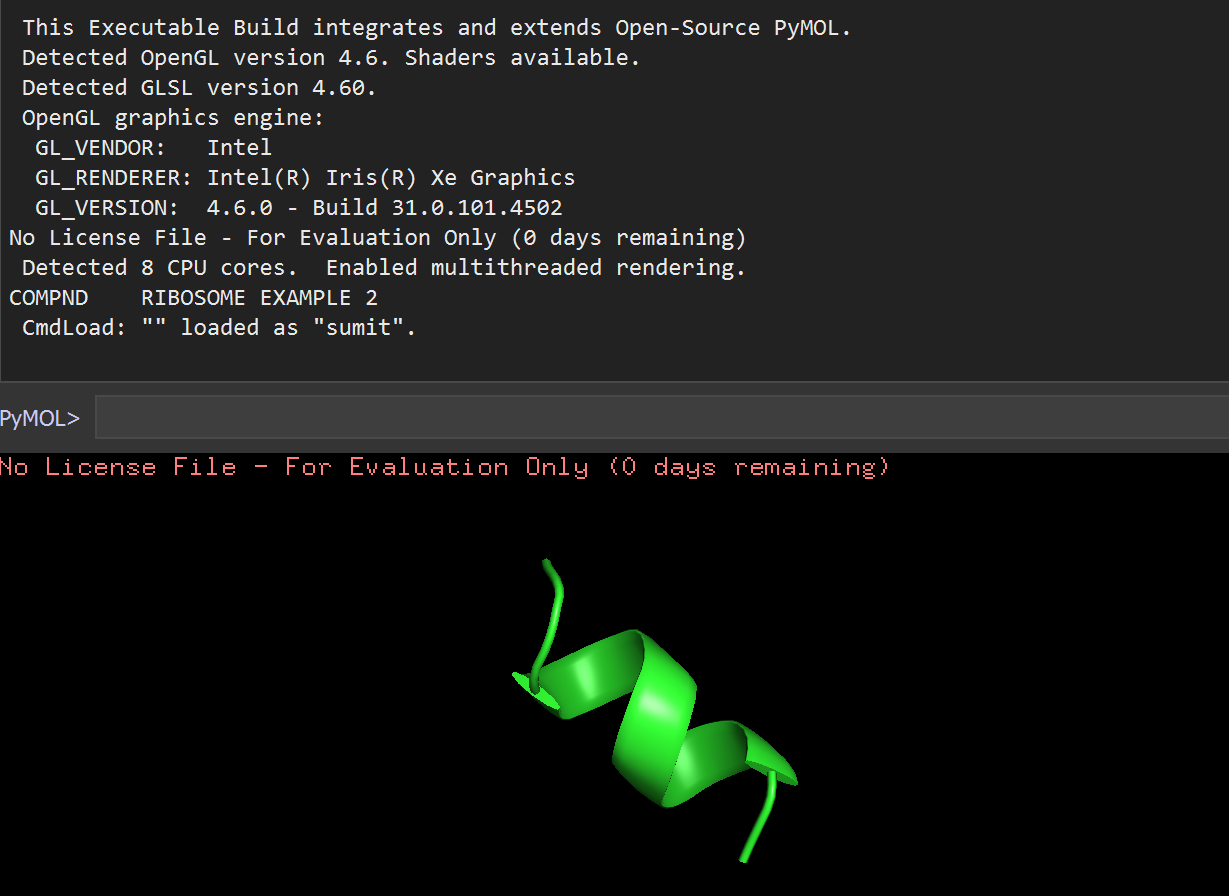 This Executable Build integrates and extends Open-Source PyMOL.
Detected OpenGL version 4.6. Shaders available.
Detected GLSL version 4.60.
OpenGL graphics engine:
GL_VENDOR:   Intel
GL_RENDERER: Intel(R) Iris(R) Xe Graphics
GL_VERSION:  4.6.0 - Build 31.0.101.4502
No License File - For Evaluation Only (0 days remaining)
Detected 8 CPU cores.  Enabled multithreaded rendering.
COMPND    RIBOSOME EXAMPLE 2
CmdLoad: "" loaded as "sumit".
PyMOL>
No License File - For Evaluation Only (0 days remaining)